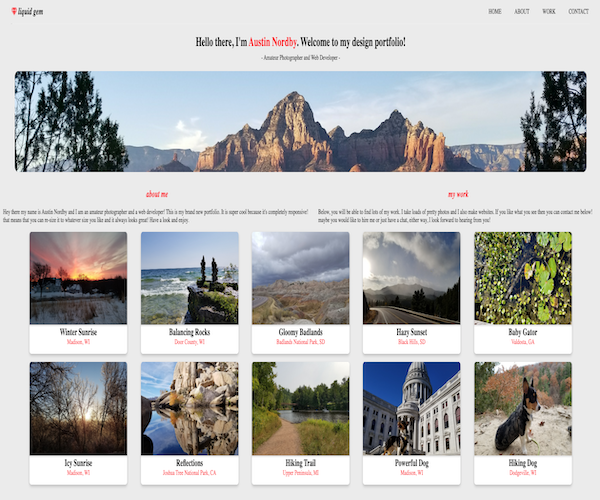 liquid gem
HOME ABOUT WORK CONTACT
Hello there, I'm Austin Nordby. Welcome to my design portfolio!
- Amateur Photographer and Web Developer -
about me
my work
Hey there my name is Austin Nordby and I am an amateur photographer and a web developer! This is my brand new portfolio. It is super cool because it's completely responsive!
that means that you can re-size it to whatever size you like and it always looks great! Have a look and enjoy.
Below, you will be able to find lots of my work. I take loads of pretty photos and I also make websites. If you like what you see then you can contact me below!
maybe you would like to hire me or just have a chat, either way, I look forward to hearing from you!
Winter Sunrise
Madison, WI
Balancing Rocks
Door County, WI
Gloomy Badlands
Badlands National Park, SD
Hazy Sunset
Black Hills, SD
Baby Gator
Valdosta, GA
Icy Sunrise
Madison, WI
Reflections
Joshua Tree National Park, CA
Hiking Trail
Upper Peninsula, MI
Powerful Dog
Madison, WI
Hiking Dog
Dodgeville, WI